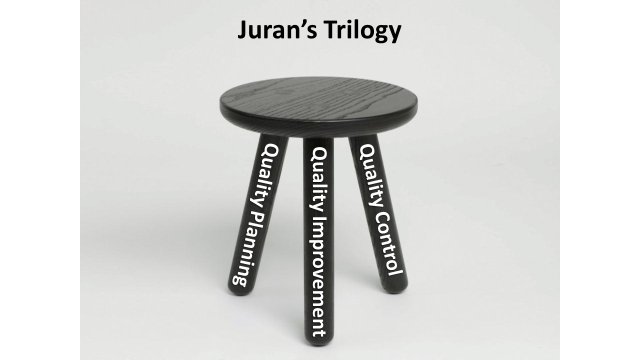 Juran's Trilogy
Quality Planning
Quality Improvement
Quality Control